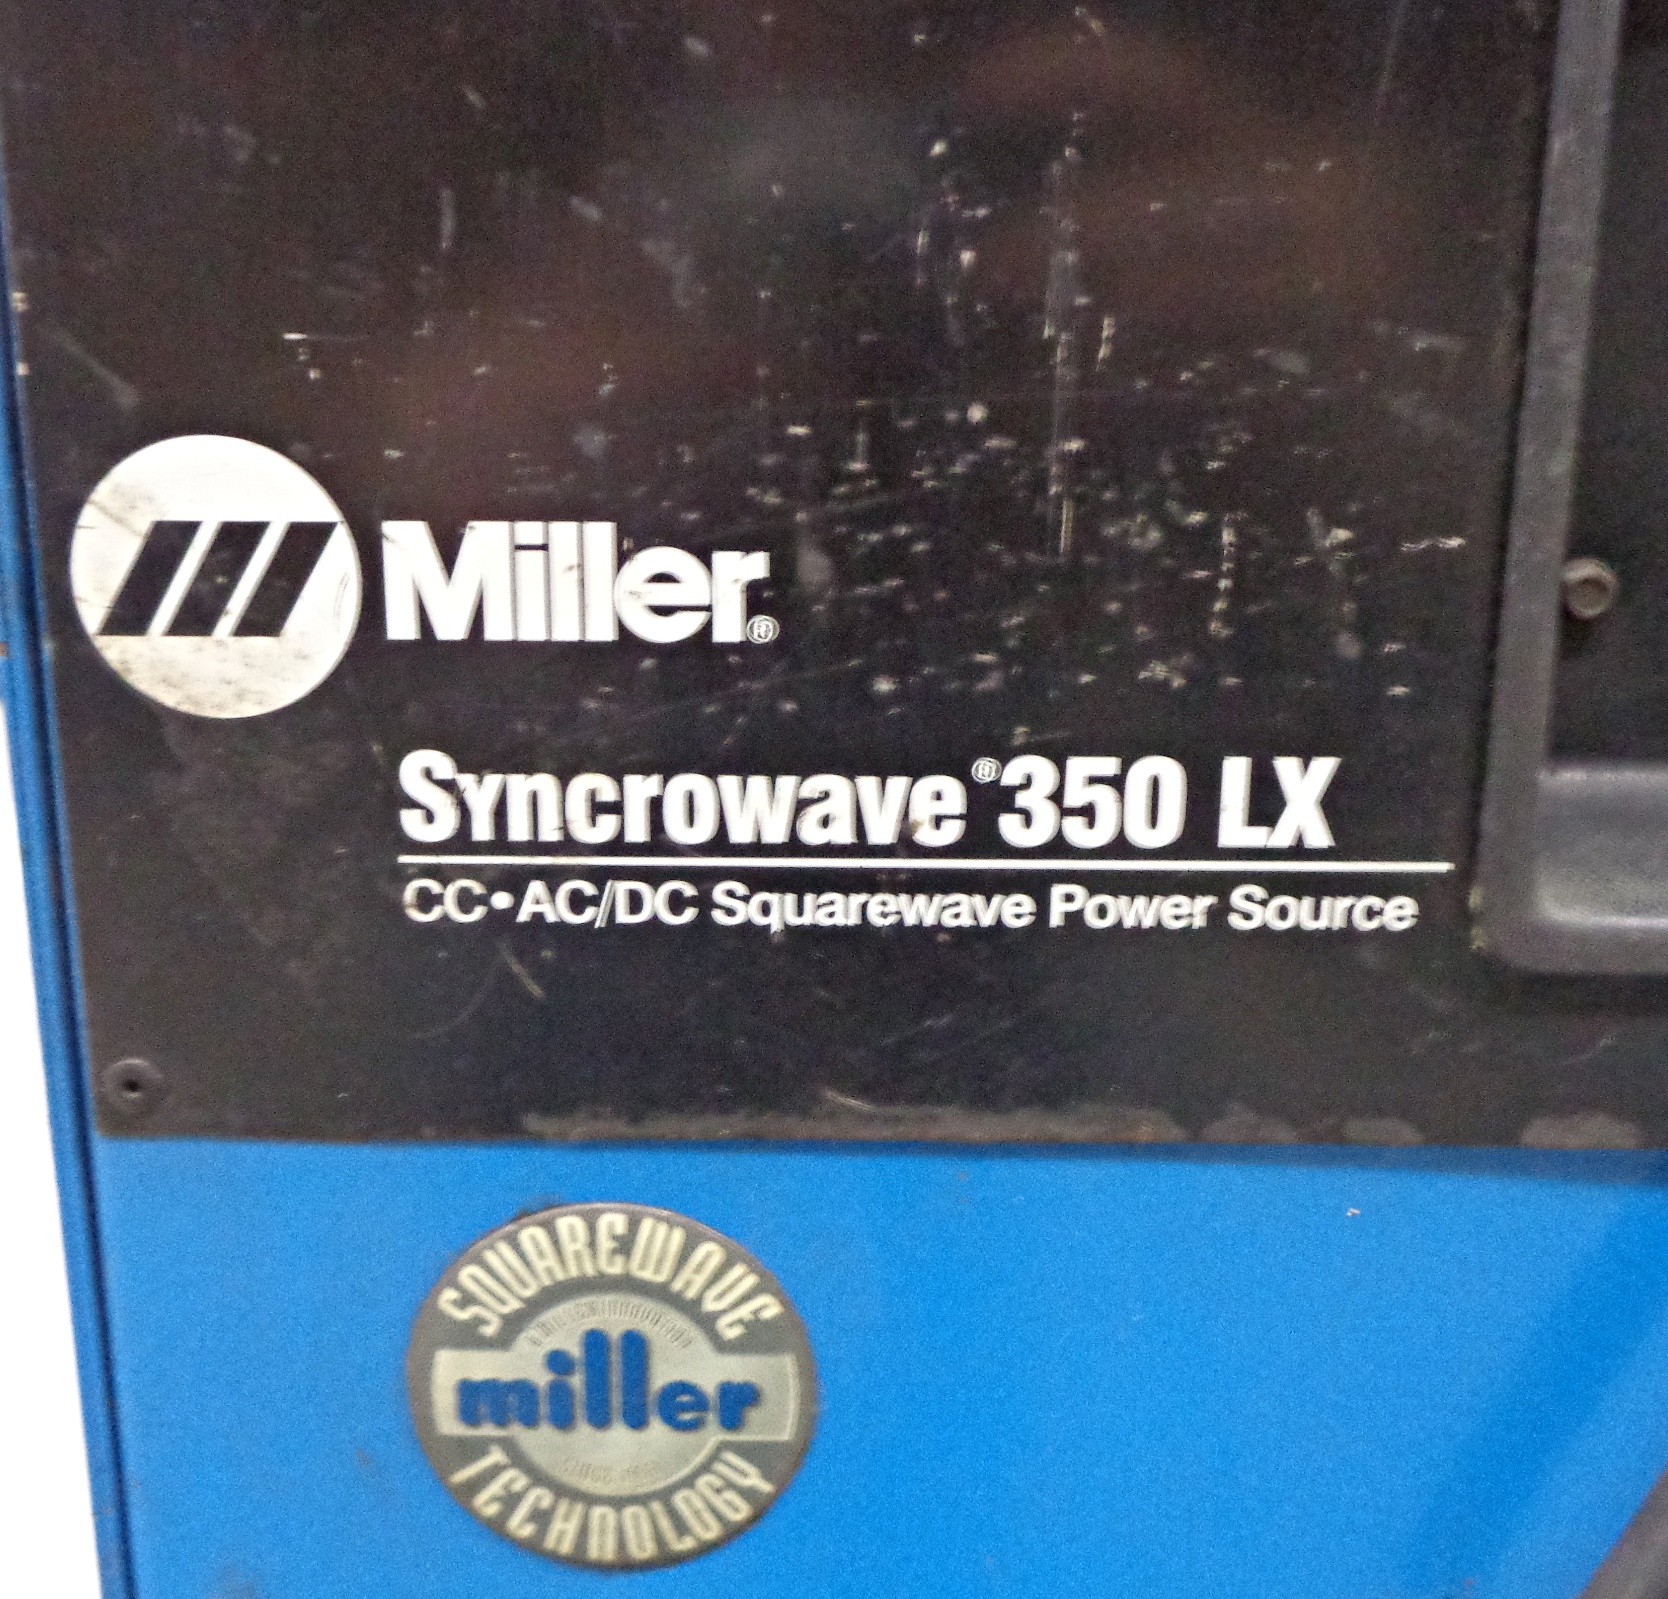 Miller®
Syncrowave® 350 LX
CC•AC/DC Squarewave Power Source
SQUAREWAVE
miller
TECHNOLOGY